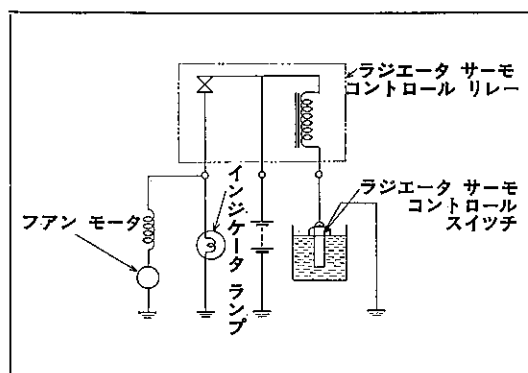 ラジエータ サーモ
コントロール リレー
インジケータ ランプ
ラジエータ サーモ
コントロール
スイッチ
フアン モータ